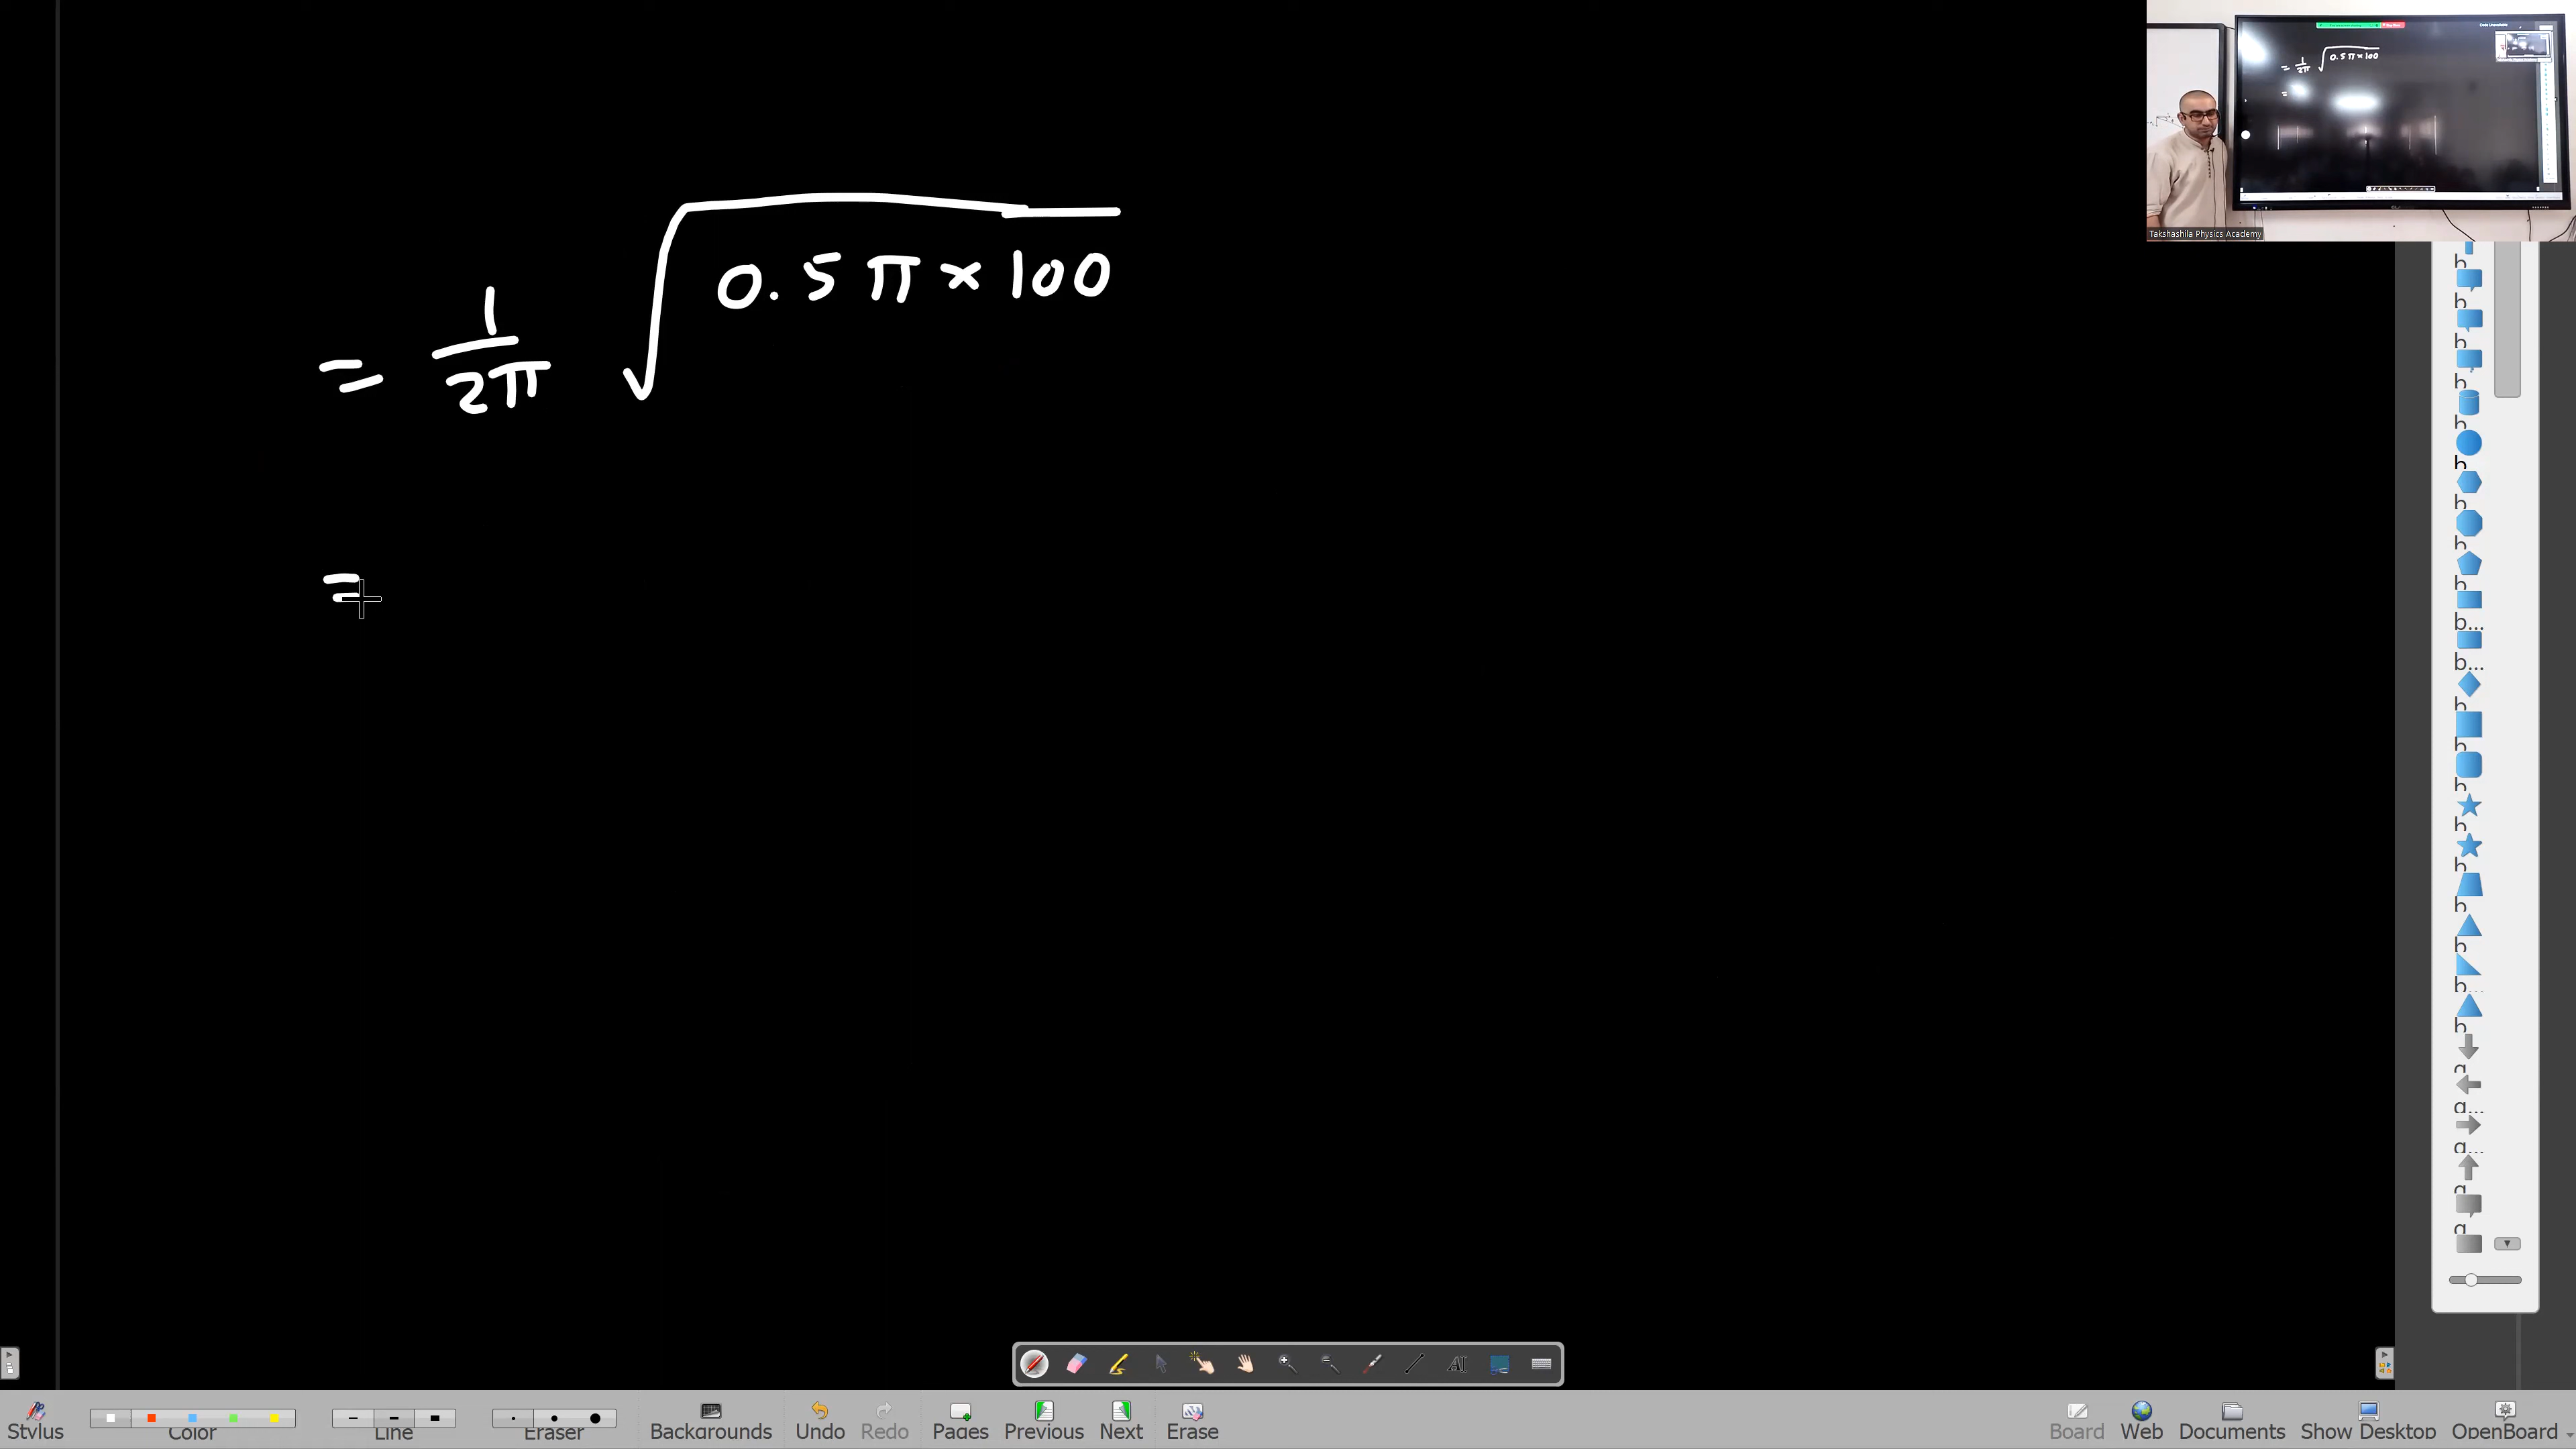 = 1/2π √(0.5 π × 100)
=
Takshashila Physics Academy
b
b
b
b
b
b
b
b
b
b...
b...
b
b
b
b
b
b
b
b
b...
b
a
a...
a...
a
a
Stylus
Color
Line
Eraser
Backgrounds
Undo
Redo
Pages
Previous
Next
Erase
Board
Web
Documents
Show Desktop
OpenBoard